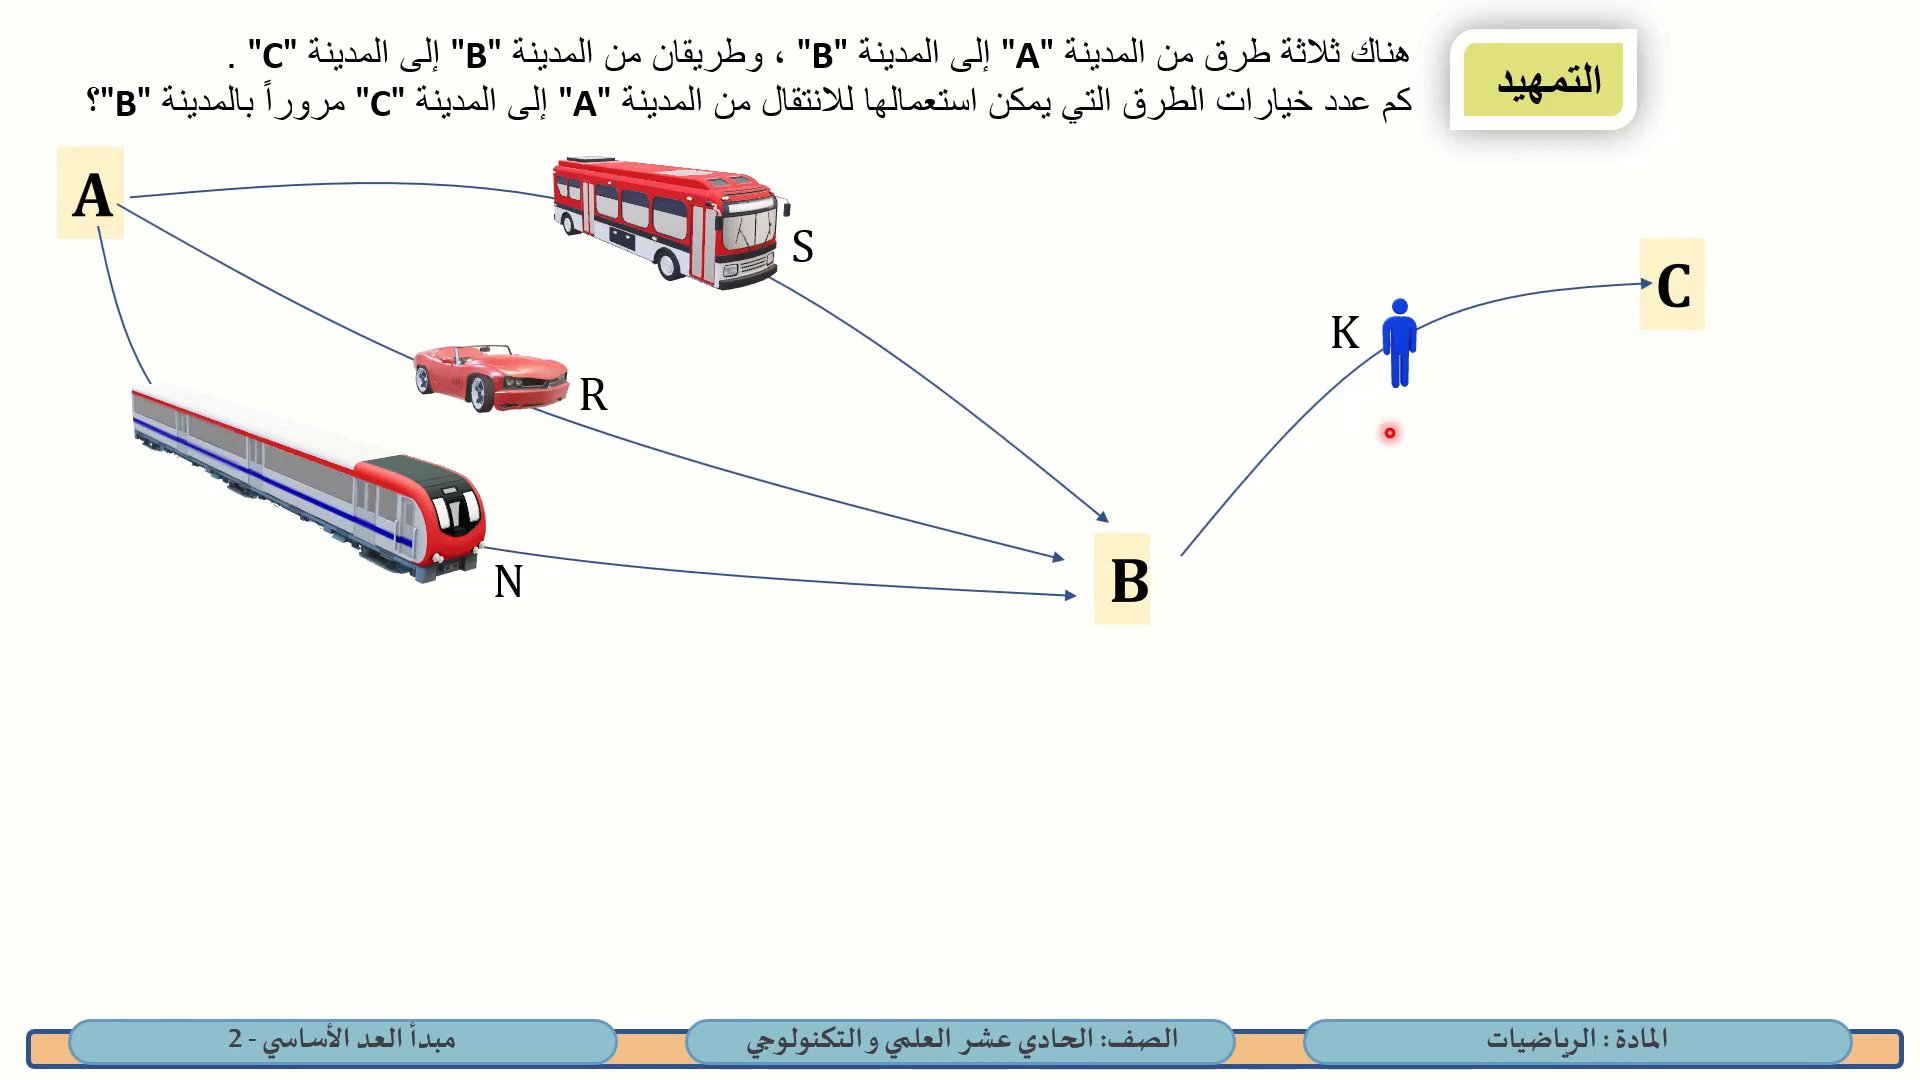 التمهيد
هناك ثلاثة طرق من المدينة "A" إلى المدينة "B" ، وطريقان من المدينة "B" إلى المدينة "C" .
كم عدد خيارات الطرق التي يمكن استعمالها للانتقال من المدينة "A" إلى المدينة "C" مروراً بالمدينة "B"؟
A
S
C
K
R
N
B
المادة : الرياضيات
الصف: الحادي عشر العلمي و التكنولوجي
مبدأ العد الأساسي - 2